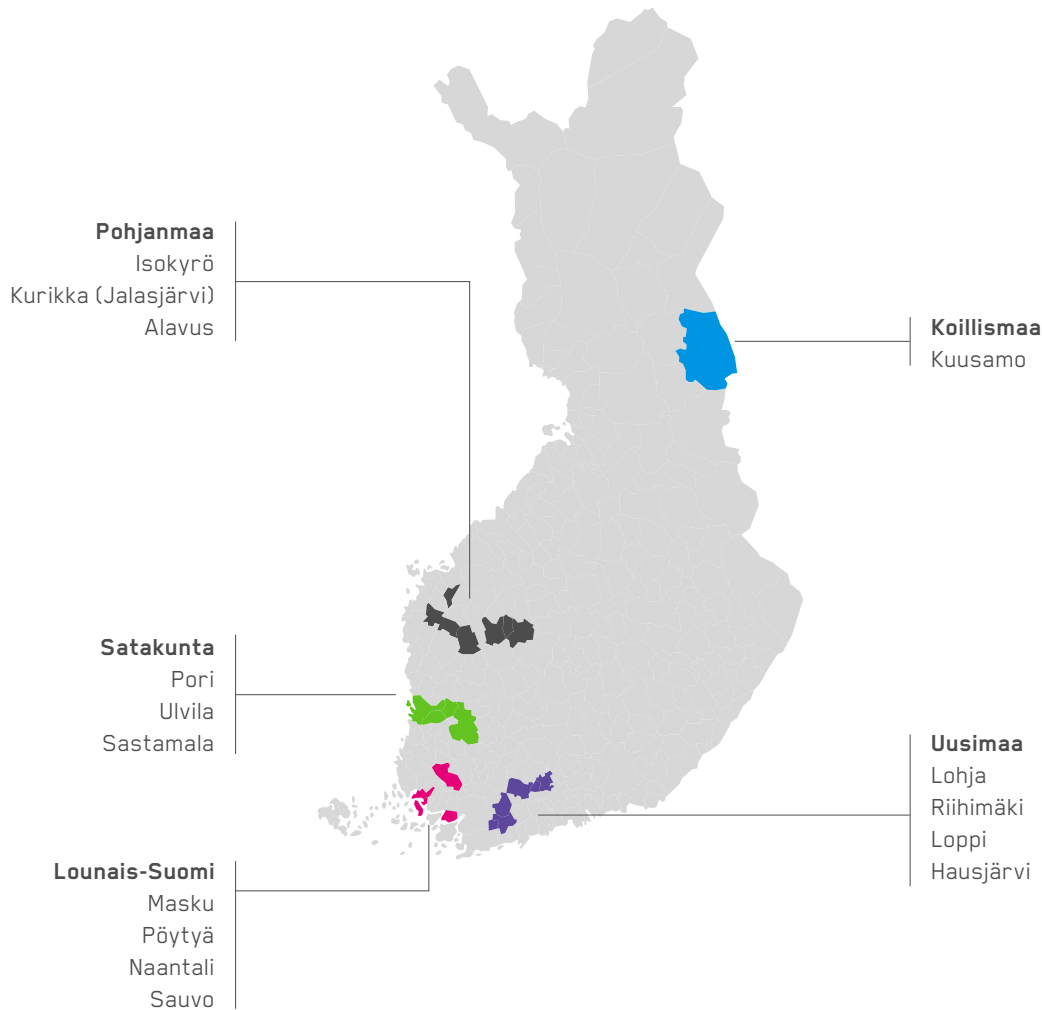 Pohjanmaa
Isokyrö
Kurikka (Jalasjärvi)
Alavus
Koillismaa
Kuusamo
Satakunta
Pori
Ulvila
Sastamala
Uusimaa
Lohja
Riihimäki
Loppi
Hausjärvi
Lounais-Suomi
Masku
Pöytyä
Naantali
Sauvo